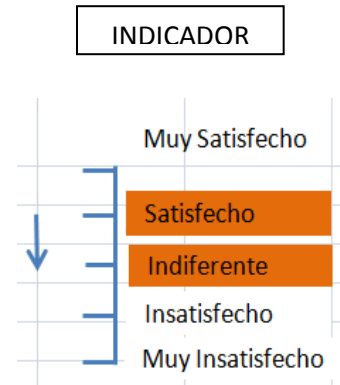 INDICADOR
Muy Satisfecho
Satisfecho
Indiferente
Insatisfecho
Muy Insatisfecho